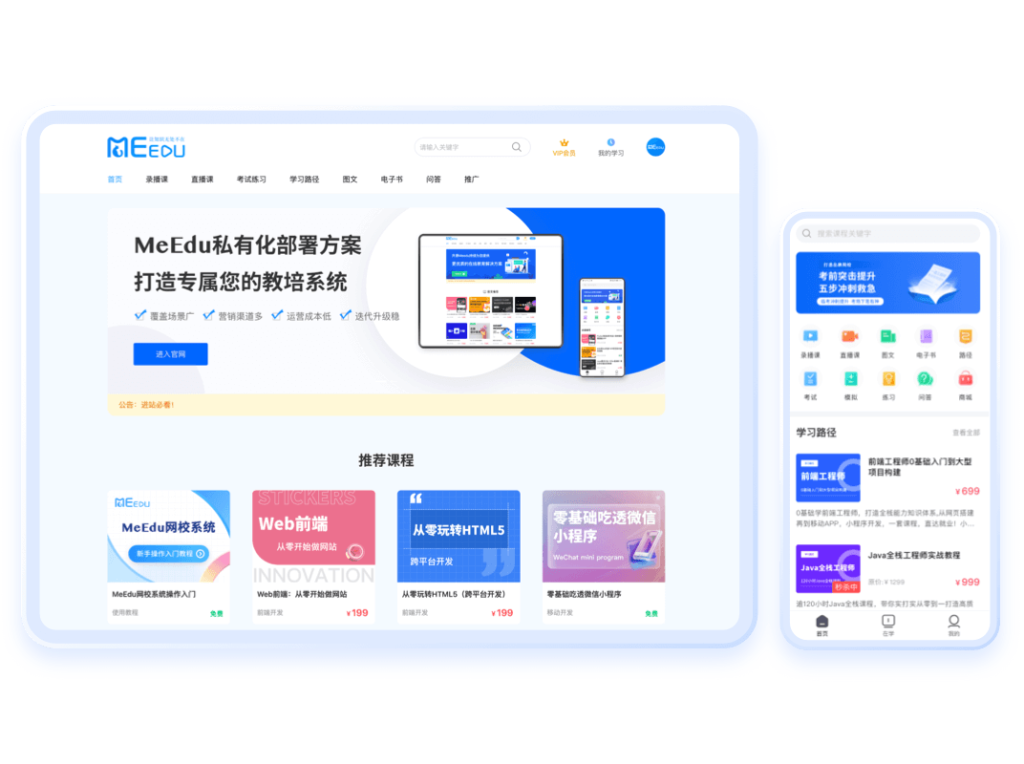 MEEDU
请输入关键字
VIP会员
我的学习
首页 录播课 直播课 考试练习 学习路径 图文 电子书 问答 推广
MeEdu私有化部署方案
打造专属您的教培系统
覆盖场景广 营销渠道多 运营成本低 迭代升级稳
进入官网
公告：进站必看！
推荐课程
MEEDU
MeEdu网校系统
新手操作入门教程
MeEdu网校系统操作入门
使用教程
免费
STICKERS
Web前端
从零开始做网站
INNOVATION
Web前端：从零开始做网站
前端开发
¥199
从零玩转HTML5
跨平台开发
从零玩转HTML5（跨平台开发）
前端开发
¥199
零基础吃透微信
小程序
WeChat mini program
零基础吃透微信小程序
移动开发
免费
搜索课程关键字
考前突击提升
五步冲刺救急
录播课 直播课 图文 电子书 路径
考试 模拟 练习 问答 商城
学习路径
查看全部
前端工程师
前端工程师0基础入门到大型
项目构建
¥699
0基础学前端工程师，打造全栈能力知识体系,从网页搭建
再到移动APP、小程序开发，一套课程，直达就业！小...
Java全栈工程师
秒杀中
Java全栈工程师实战教程
原价:¥1299
¥999
逾120小时Java全栈课程，带你实打实从零到一打造高质
首页 在学 我的